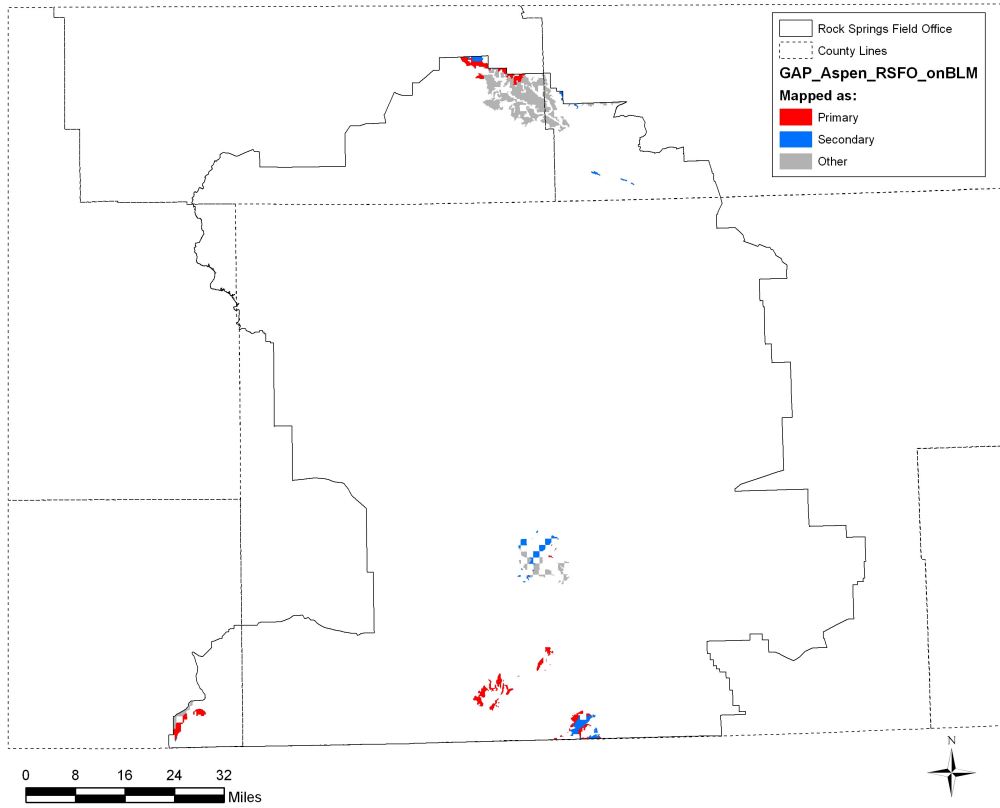 Rock Springs Field Office
County Lines
GAP_Aspen_RSFO_onBLM
Mapped as:
Primary
Secondary
Other
N
0 8 16 24 32
Miles